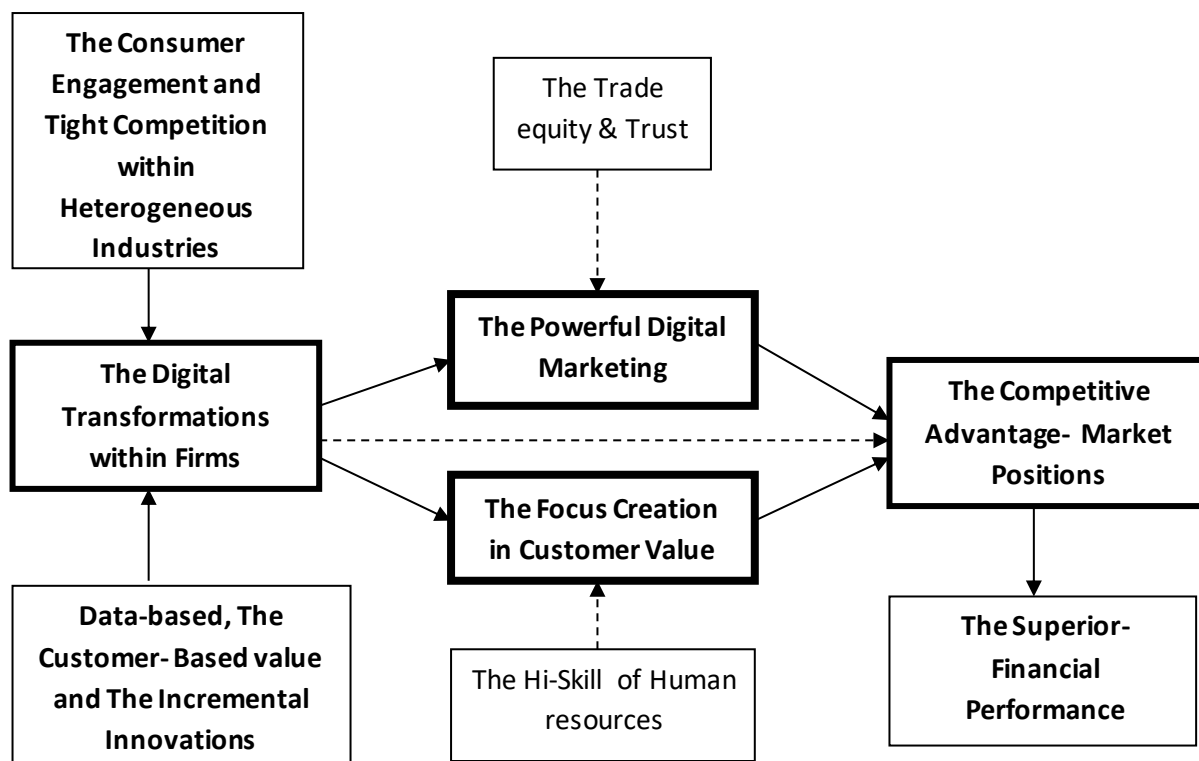 The Consumer
Engagement and
Tight Competition
within
Heterogeneous
Industries
The Trade
equity & Trust
The Powerful Digital
Marketing
The Digital
Transformations
within Firms
The Competitive
Advantage- Market
Positions
The Focus Creation
in Customer Value
Data-based, The
Customer- Based value
and The Incremental
Innovations
The Hi-Skill of Human
resources
The Superior-
Financial
Performance